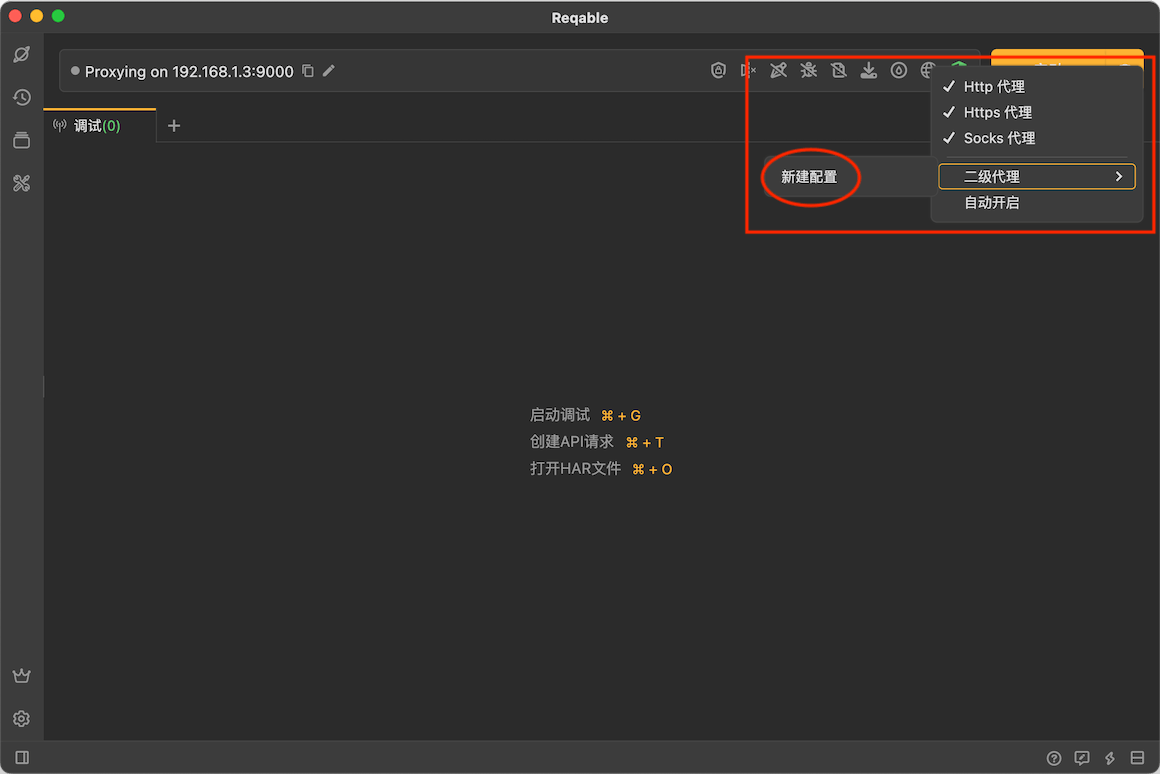 Reqable
Proxying on 192.168.1.3:9000
调试(0)
Http 代理
Https 代理
Socks 代理
新建配置
二级代理
自动开启
启动调试 ⌘ + G
创建API请求 ⌘ + T
打开HAR文件 ⌘ + O